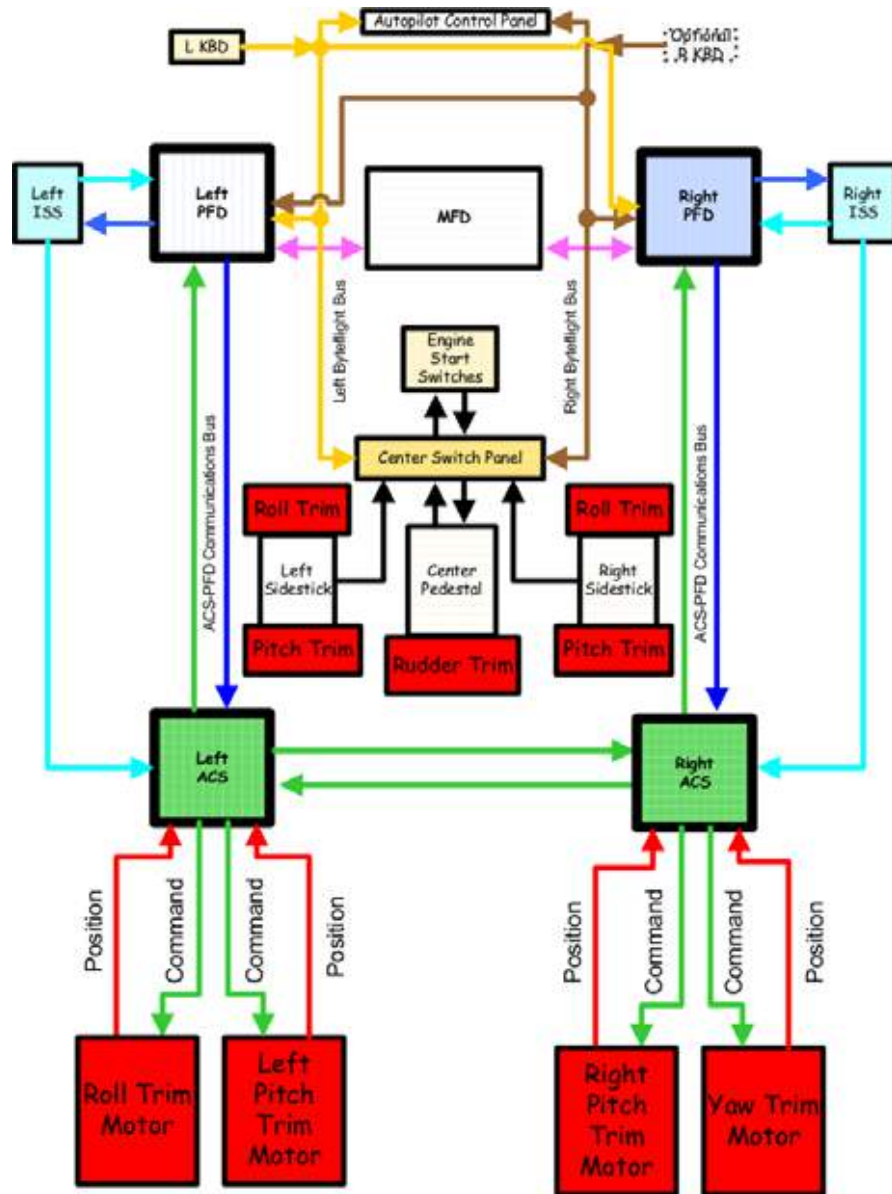 Autopilot Control Panel
L KBD
Optional
R KBD
Left
ISS
Left
PFD
MFD
Right
PFD
Right
ISS
Left Byteflight Bus
Right Byteflight Bus
Engine
Start
Switches
Center Switch Panel
ACS-PFD Communications Bus
ACS-PFD Communications Bus
Roll Trim
Roll Trim
Left
Sidestick
Center
Pedestal
Right
Sidestick
Pitch Trim
Rudder Trim
Pitch Trim
Left
ACS
Right
ACS
Position
Command
Command
Position
Position
Command
Command
Position
Roll Trim
Motor
Left
Pitch
Trim
Motor
Right
Pitch
Trim
Motor
Yaw Trim
Motor